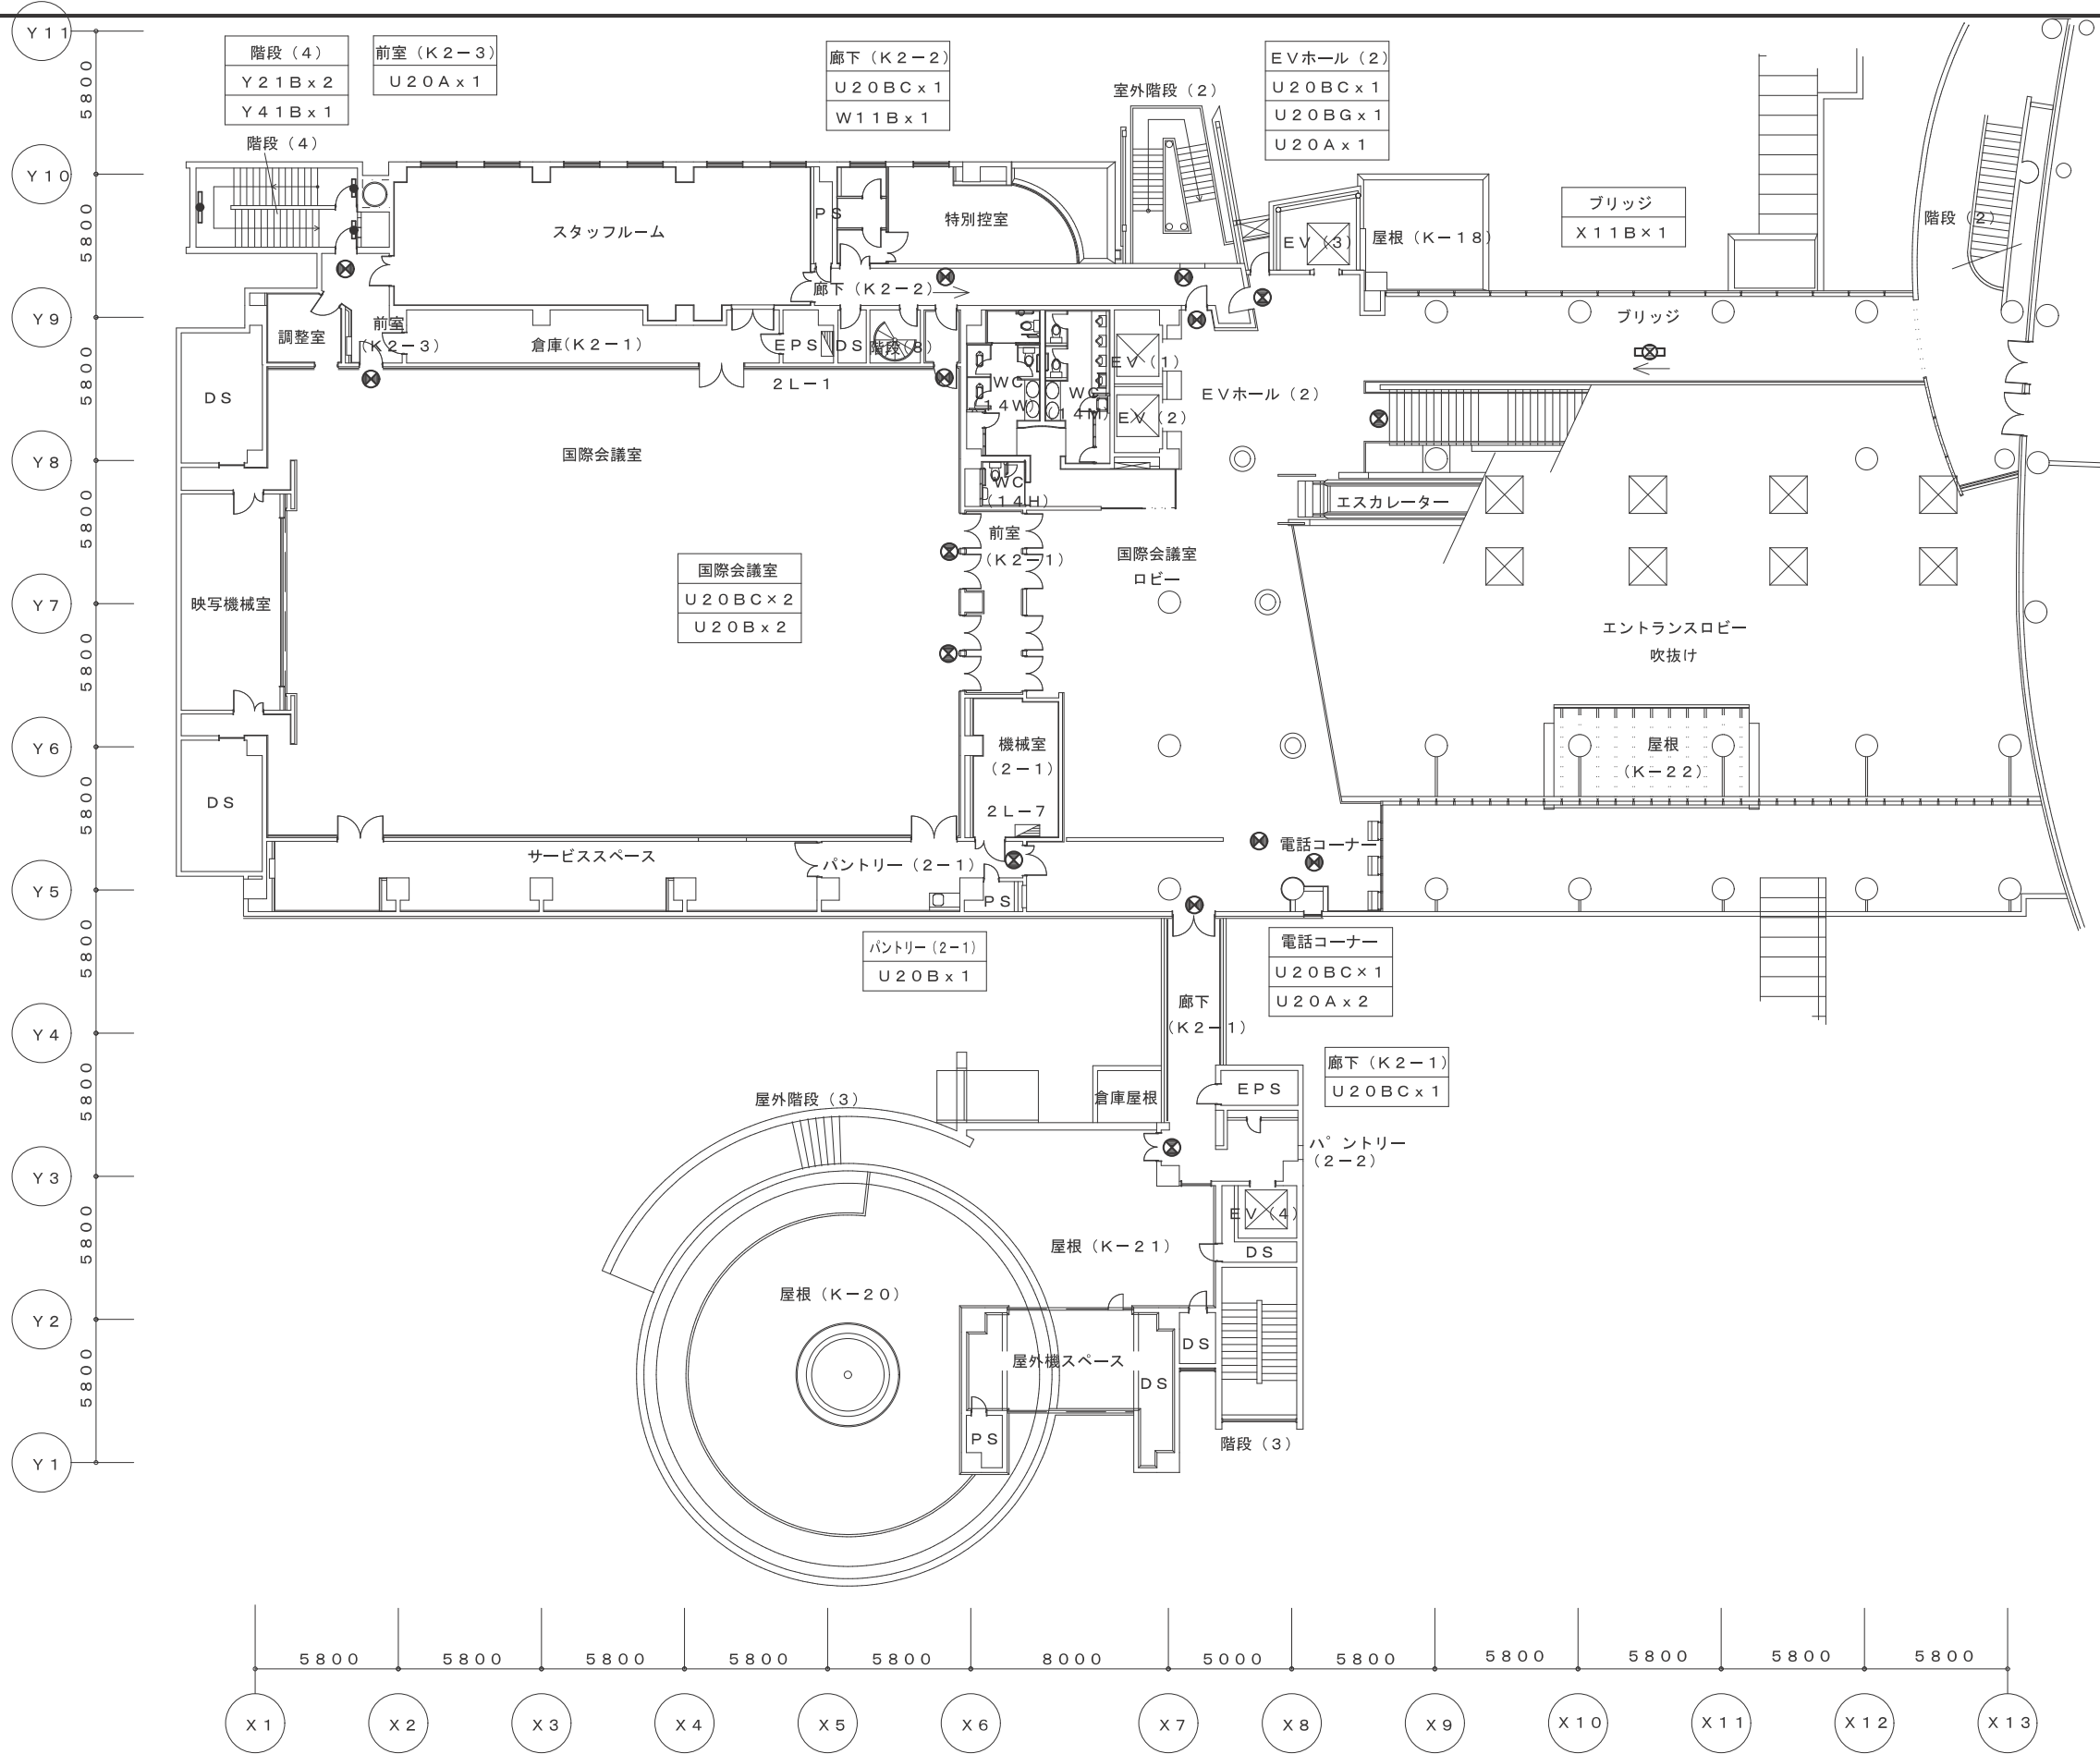 Y11
階段(4)
Y21B x 2
Y41B x 1
前室(K2-3)
U20A x 1
廊下(K2-2)
U20BC x 1
W11B x 1
EVホール(2)
U20BC x 1
U20BG x 1
U20A x 1
5800
室外階段(2)
階段(4)
Y10
ブリッジ
X11B×1
PS
特別控室
階段(2)
スタッフルーム
EV(3)
屋根(K-18)
5800
廊下(K2-2)
Y9
ブリッジ
調整室
前室
(K2-3)
倉庫(K2-1)
EPS
DS
階段(8)
EV(1)
5800
2L-1
WC
(14W)
WC
(14M)
EV(2)
EVホール(2)
DS
Y8
国際会議室
WC
(14H)
エスカレーター
5800
前室
(K2-1)
国際会議室
ロビー
国際会議室
U20BC×2
U20B x 2
Y7
映写機械室
エントランスロビー
吹抜け
5800
Y6
機械室
(2-1)
屋根
(K-22)
DS
5800
2L-7
サービススペース
パントリー(2-1)
電話コーナー
Y5
PS
5800
パントリー(2-1)
U20B x 1
電話コーナー
U20BC×1
U20A x 2
廊下
(K2-1)
Y4
廊下(K2-1)
U20BC x 1
5800
屋外階段(3)
倉庫屋根
EPS
パントリー
(2-2)
Y3
EV(4)
5800
屋根(K-21)
DS
屋根(K-20)
Y2
DS
屋外機スペース
5800
DS
PS
階段(3)
Y1
5800
5800
5800
5800
5800
8000
5000
5800
5800
5800
5800
5800
X1
X2
X3
X4
X5
X6
X7
X8
X9
X10
X11
X12
X13